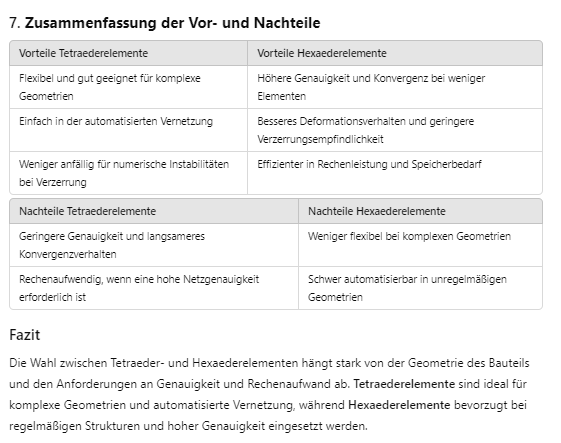 7. Zusammenfassung der Vor- und Nachteile
Vorteile Tetraederelemente
Vorteile Hexaederelemente
Flexibel und gut geeignet für komplexe
Geometrien
Höhere Genauigkeit und Konvergenz bei weniger
Elementen
Einfach in der automatisierten Vernetzung
Besseres Deformationsverhalten und geringere
Verzerrungsempfindlichkeit
Weniger anfällig für numerische Instabilitäten
bei Verzerrung
Effizienter in Rechenleistung und Speicherbedarf
Nachteile Tetraederelemente
Nachteile Hexaederelemente
Geringere Genauigkeit und langsameres
Konvergenzverhalten
Weniger flexibel bei komplexen Geometrien
Rechenaufwendig, wenn eine hohe Netzgenauigkeit
erforderlich ist
Schwer automatisierbar in unregelmäßigen
Geometrien
Fazit
Die Wahl zwischen Tetraeder- und Hexaederelementen hängt stark von der Geometrie des Bauteils
und den Anforderungen an Genauigkeit und Rechenaufwand ab. Tetraederelemente sind ideal für
komplexe Geometrien und automatisierte Vernetzung, während Hexaederelemente bevorzugt bei
regelmäßigen Strukturen und hoher Genauigkeit eingesetzt werden.